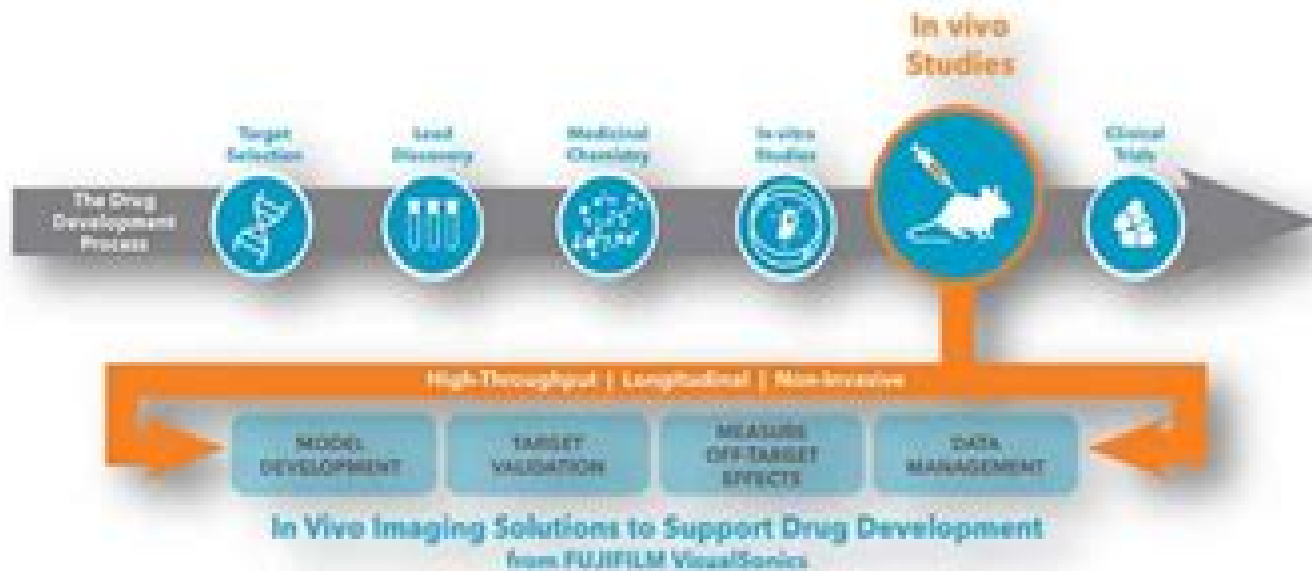 In vivo
Studies
Target
Selection
Lead
Discovery
Medicinal
Chemistry
In vitro
Studies
Clinical
Trials
The Drug
Development
Process
High-Throughput | Longitudinal | Non-Invasive
MODEL
DEVELOPMENT
TARGET
VALIDATION
MEASURE
OFF-TARGET
EFFECTS
DATA
MANAGEMENT
In Vivo Imaging Solutions to Support Drug Development
from FUJIFILM VisualSonics